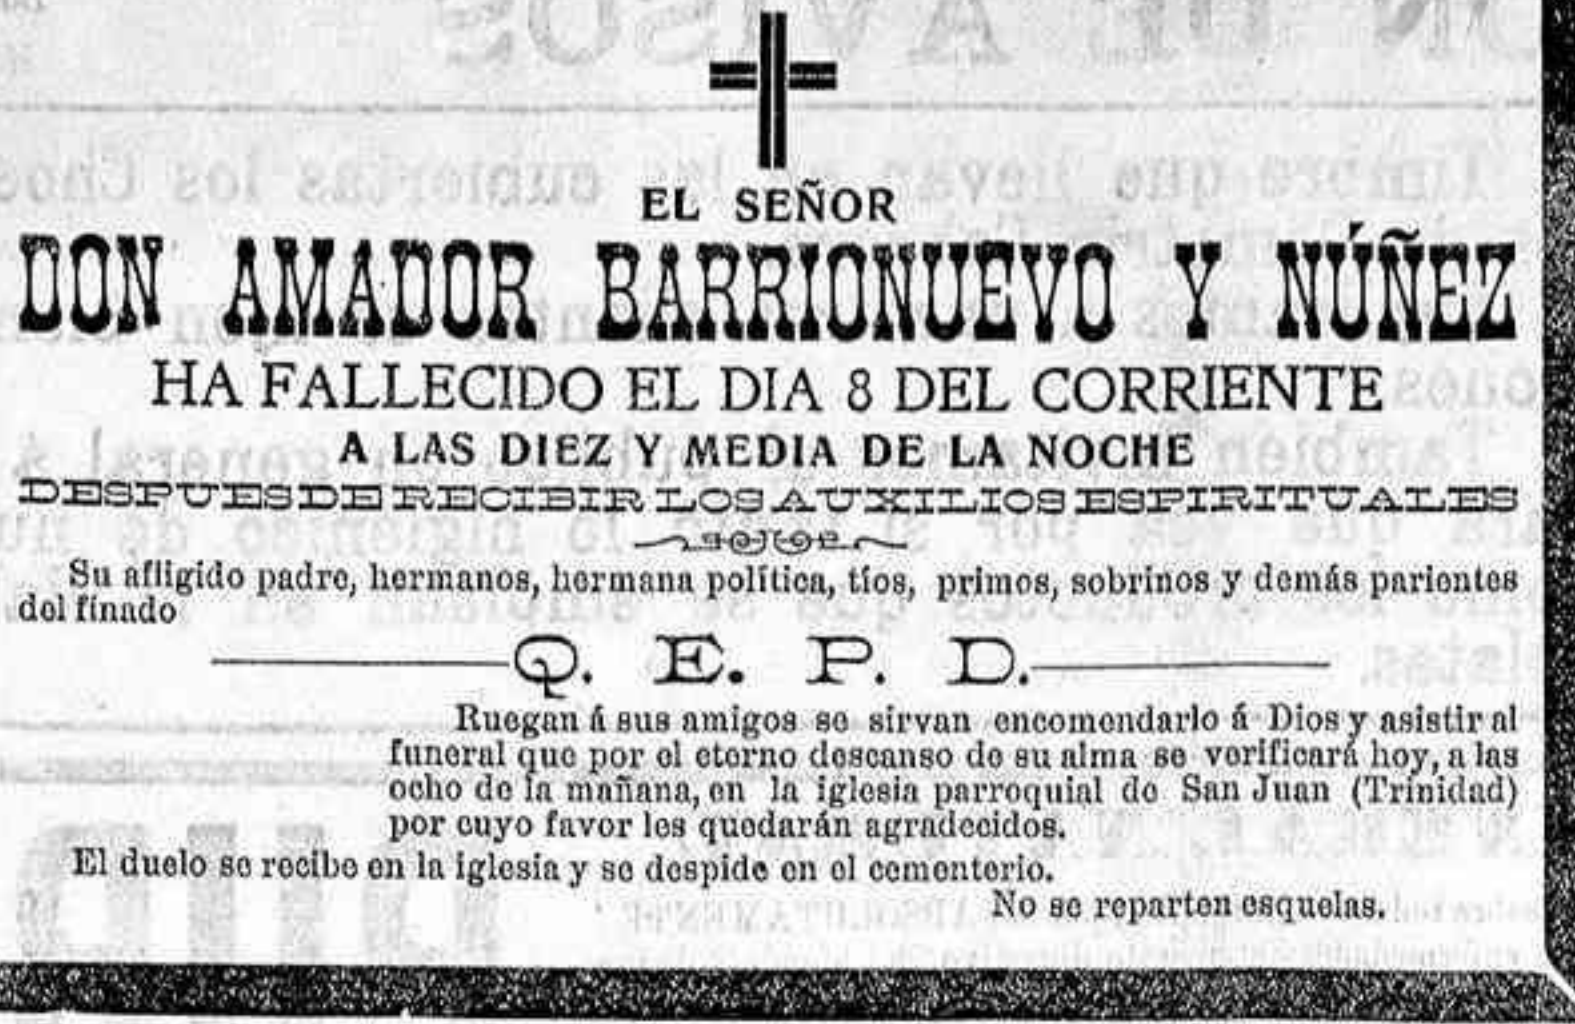 EL SEÑOR
DON AMADOR BARRIONUEVO Y NÚÑEZ
HA FALLECIDO EL DIA 8 DEL CORRIENTE
A LAS DIEZ Y MEDIA DE LA NOCHE
DESPUES DE RECIBIR LOS AUXILIOS ESPIRITUALES
Su afligido padre, hermanos, hermana política, tíos, primos, sobrinos y demás parientes
del finado
Q. E. P. D.
Ruegan á sus amigos se sirvan encomendarlo á Dios y asistir al
funeral que por el eterno descanso de su alma se verificará hoy, a las
ocho de la mañana, en la iglesia parroquial de San Juan (Trinidad)
por cuyo favor les quedarán agradecidos.
El duelo se recibe en la iglesia y se despide en el cementerio.
No se reparten esquelas.